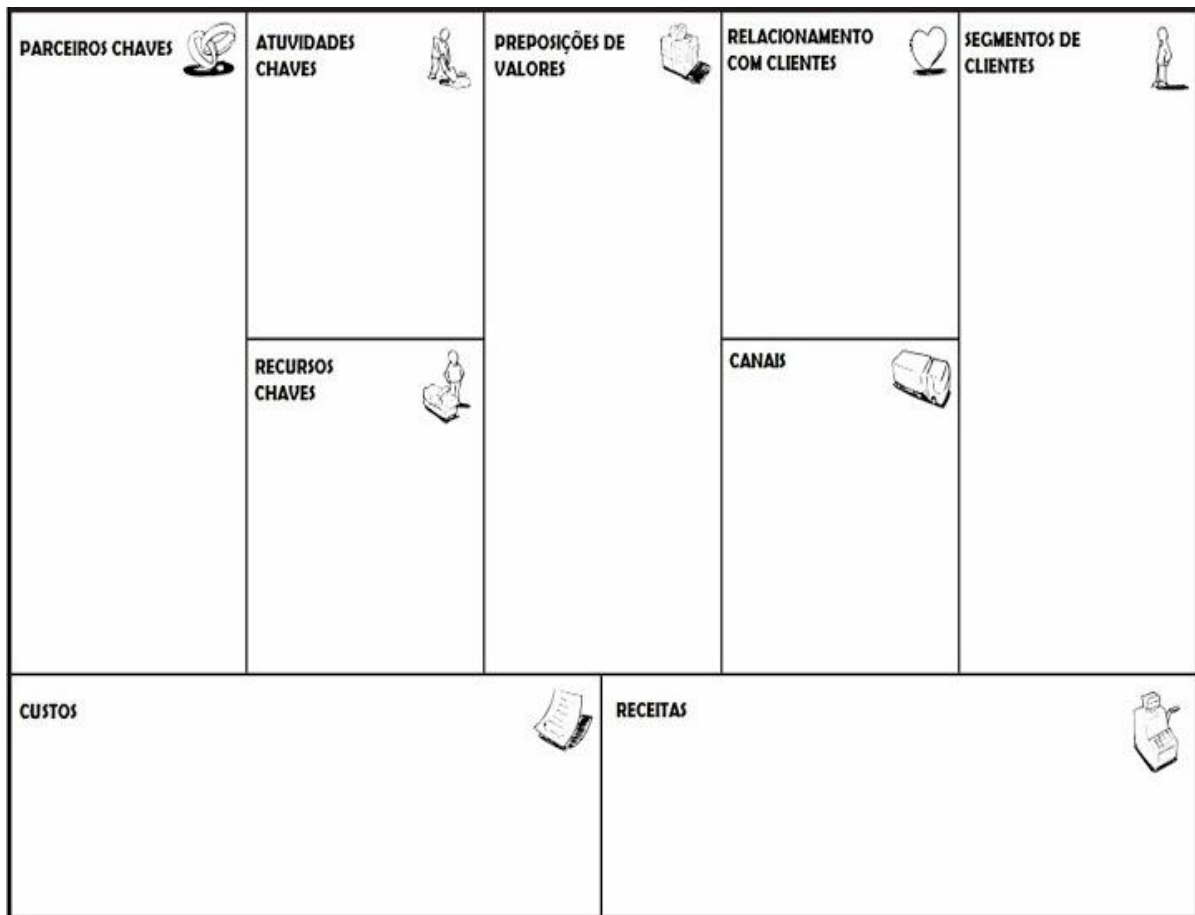 PARCEIROS CHAVES
ATUVIDADES
CHAVES
PREPOSIÇÕES DE
VALORES
RELACIONAMENTO
COM CLIENTES
SEGMENTOS DE
CLIENTES
RECURSOS
CHAVES
CANAIS
CUSTOS
RECEITAS